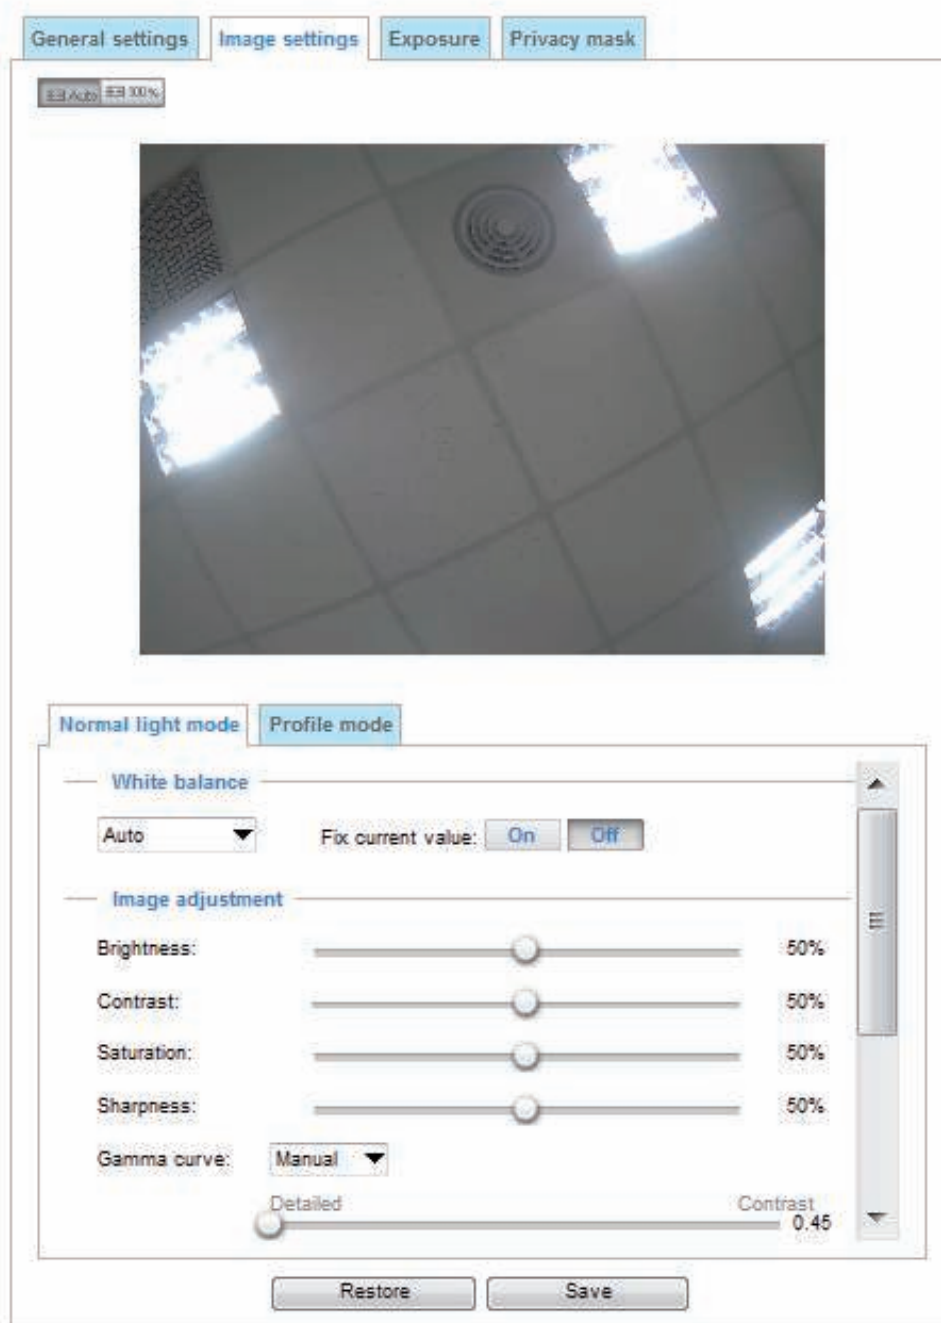 General settings Image settings Exposure Privacy mask
Auto 100%
Normal light mode Profile mode
White balance
Auto Fix current value: On Off
Image adjustment
Brightness: 50%
Contrast: 50%
Saturation: 50%
Sharpness: 50%
Gamma curve: Manual
Detailed Contrast
0.45
Restore Save